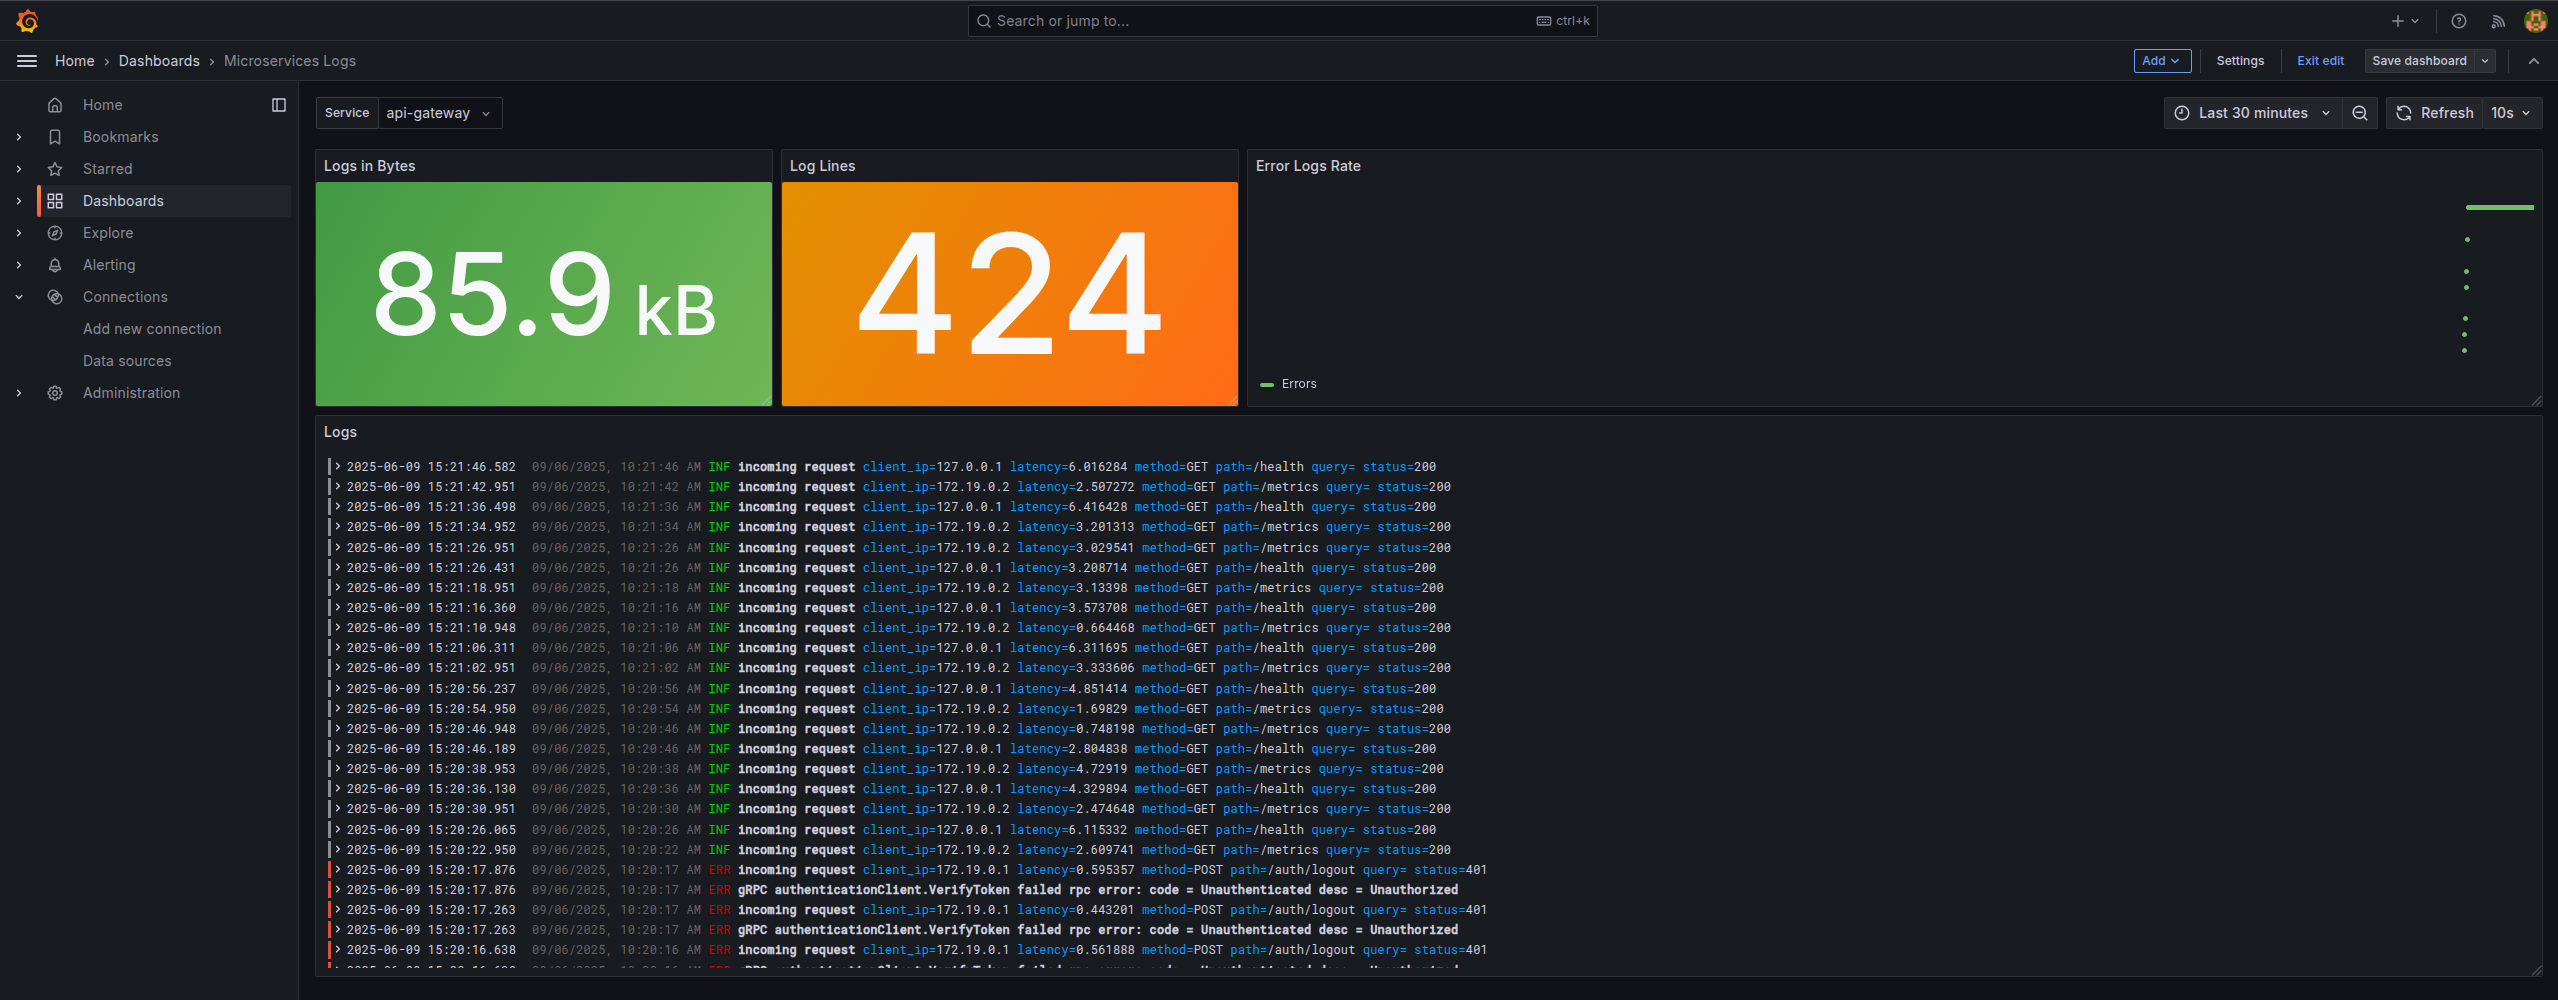 Search or jump to... ctrl+k
Home › Dashboards › Microservices Logs Add Settings Exit edit Save dashboard
Home
Bookmarks
Starred
Dashboards
Explore
Alerting
Connections
Add new connection
Data sources
Administration
Service api-gateway Last 30 minutes Refresh 10s
Logs in Bytes
85.9 kB
Log Lines
424
Error Logs Rate
Errors
Logs
2025-06-09 15:21:46.582 09/06/2025, 10:21:46 AM INF incoming request client_ip=127.0.0.1 latency=6.016284 method=GET path=/health query= status=200
2025-06-09 15:21:42.951 09/06/2025, 10:21:42 AM INF incoming request client_ip=172.19.0.2 latency=2.507272 method=GET path=/metrics query= status=200
2025-06-09 15:21:36.498 09/06/2025, 10:21:36 AM INF incoming request client_ip=127.0.0.1 latency=6.416428 method=GET path=/health query= status=200
2025-06-09 15:21:34.952 09/06/2025, 10:21:34 AM INF incoming request client_ip=172.19.0.2 latency=3.201313 method=GET path=/metrics query= status=200
2025-06-09 15:21:26.951 09/06/2025, 10:21:26 AM INF incoming request client_ip=172.19.0.2 latency=3.029541 method=GET path=/metrics query= status=200
2025-06-09 15:21:26.431 09/06/2025, 10:21:26 AM INF incoming request client_ip=127.0.0.1 latency=3.208714 method=GET path=/health query= status=200
2025-06-09 15:21:18.951 09/06/2025, 10:21:18 AM INF incoming request client_ip=172.19.0.2 latency=3.13398 method=GET path=/metrics query= status=200
2025-06-09 15:21:16.360 09/06/2025, 10:21:16 AM INF incoming request client_ip=127.0.0.1 latency=3.573708 method=GET path=/health query= status=200
2025-06-09 15:21:10.948 09/06/2025, 10:21:10 AM INF incoming request client_ip=172.19.0.2 latency=0.664468 method=GET path=/metrics query= status=200
2025-06-09 15:21:06.311 09/06/2025, 10:21:06 AM INF incoming request client_ip=127.0.0.1 latency=6.311695 method=GET path=/health query= status=200
2025-06-09 15:21:02.951 09/06/2025, 10:21:02 AM INF incoming request client_ip=172.19.0.2 latency=3.333606 method=GET path=/metrics query= status=200
2025-06-09 15:20:56.237 09/06/2025, 10:20:56 AM INF incoming request client_ip=127.0.0.1 latency=4.851414 method=GET path=/health query= status=200
2025-06-09 15:20:54.950 09/06/2025, 10:20:54 AM INF incoming request client_ip=172.19.0.2 latency=1.69829 method=GET path=/metrics query= status=200
2025-06-09 15:20:46.948 09/06/2025, 10:20:46 AM INF incoming request client_ip=172.19.0.2 latency=0.748198 method=GET path=/metrics query= status=200
2025-06-09 15:20:46.189 09/06/2025, 10:20:46 AM INF incoming request client_ip=127.0.0.1 latency=2.804838 method=GET path=/health query= status=200
2025-06-09 15:20:38.953 09/06/2025, 10:20:38 AM INF incoming request client_ip=172.19.0.2 latency=4.72919 method=GET path=/metrics query= status=200
2025-06-09 15:20:36.130 09/06/2025, 10:20:36 AM INF incoming request client_ip=127.0.0.1 latency=4.329894 method=GET path=/health query= status=200
2025-06-09 15:20:30.951 09/06/2025, 10:20:30 AM INF incoming request client_ip=172.19.0.2 latency=2.474648 method=GET path=/metrics query= status=200
2025-06-09 15:20:26.065 09/06/2025, 10:20:26 AM INF incoming request client_ip=127.0.0.1 latency=6.115332 method=GET path=/health query= status=200
2025-06-09 15:20:22.950 09/06/2025, 10:20:22 AM INF incoming request client_ip=172.19.0.2 latency=2.609741 method=GET path=/metrics query= status=200
2025-06-09 15:20:17.876 09/06/2025, 10:20:17 AM ERR incoming request client_ip=172.19.0.1 latency=0.595357 method=POST path=/auth/logout query= status=401
2025-06-09 15:20:17.876 09/06/2025, 10:20:17 AM ERR gRPC authenticationClient.VerifyToken failed rpc error: code = Unauthenticated desc = Unauthorized
2025-06-09 15:20:17.263 09/06/2025, 10:20:17 AM ERR incoming request client_ip=172.19.0.1 latency=0.443201 method=POST path=/auth/logout query= status=401
2025-06-09 15:20:17.263 09/06/2025, 10:20:17 AM ERR gRPC authenticationClient.VerifyToken failed rpc error: code = Unauthenticated desc = Unauthorized
2025-06-09 15:20:16.638 09/06/2025, 10:20:16 AM ERR incoming request client_ip=172.19.0.1 latency=0.561888 method=POST path=/auth/logout query= status=401